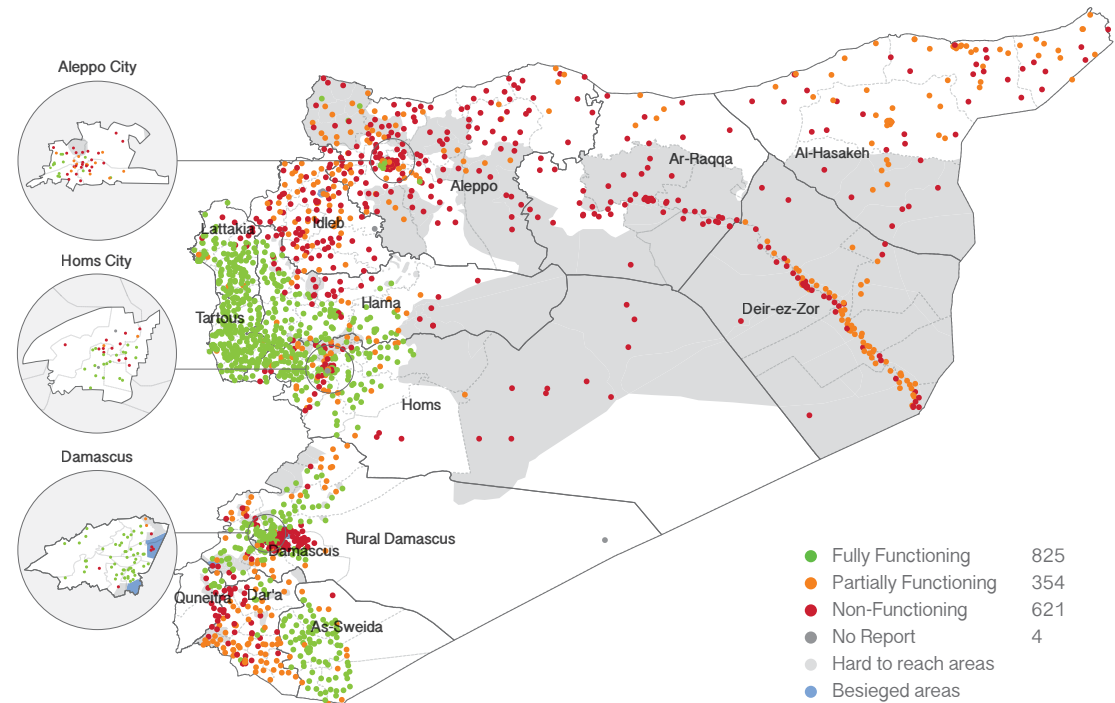 Aleppo City
Homs City
Damascus
Ar-Raqqa
Al-Hasakeh
Aleppo
Idleb
Lattakia
Hama
Tartous
Deir-ez-Zor
Homs
Rural Damascus
Damascus
Quneitra
Dar'a
As-Sweida
Fully Functioning 825
Partially Functioning 354
Non-Functioning 621
No Report 4
Hard to reach areas
Besieged areas